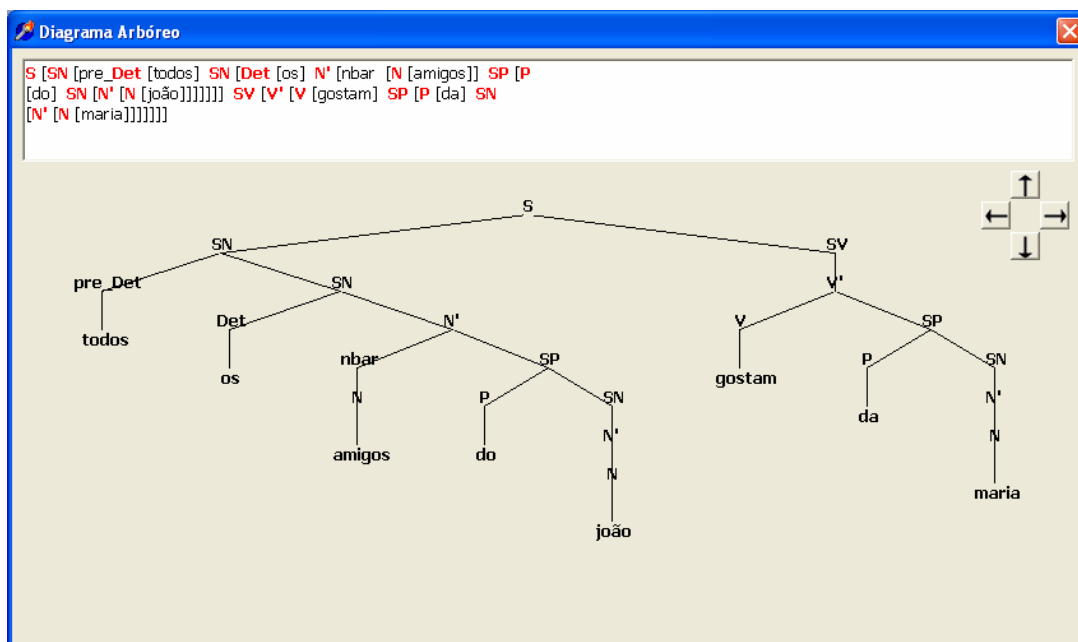 Diagrama Arbóreo
S [SN [pre_Det [todos] SN [Det [os] N' [nbar [N [amigos]] SP [P
[do] SN [N' [N [joão]]]]]]] SV [V' [V [gostam] SP [P [da] SN
[N' [N [maria]]]]]]]
S
SN SV
pre_Det SN V'
todos Det N' V SP
os nbar SP gostam P SN
N P SN da N'
amigos do N' N
N maria
joão